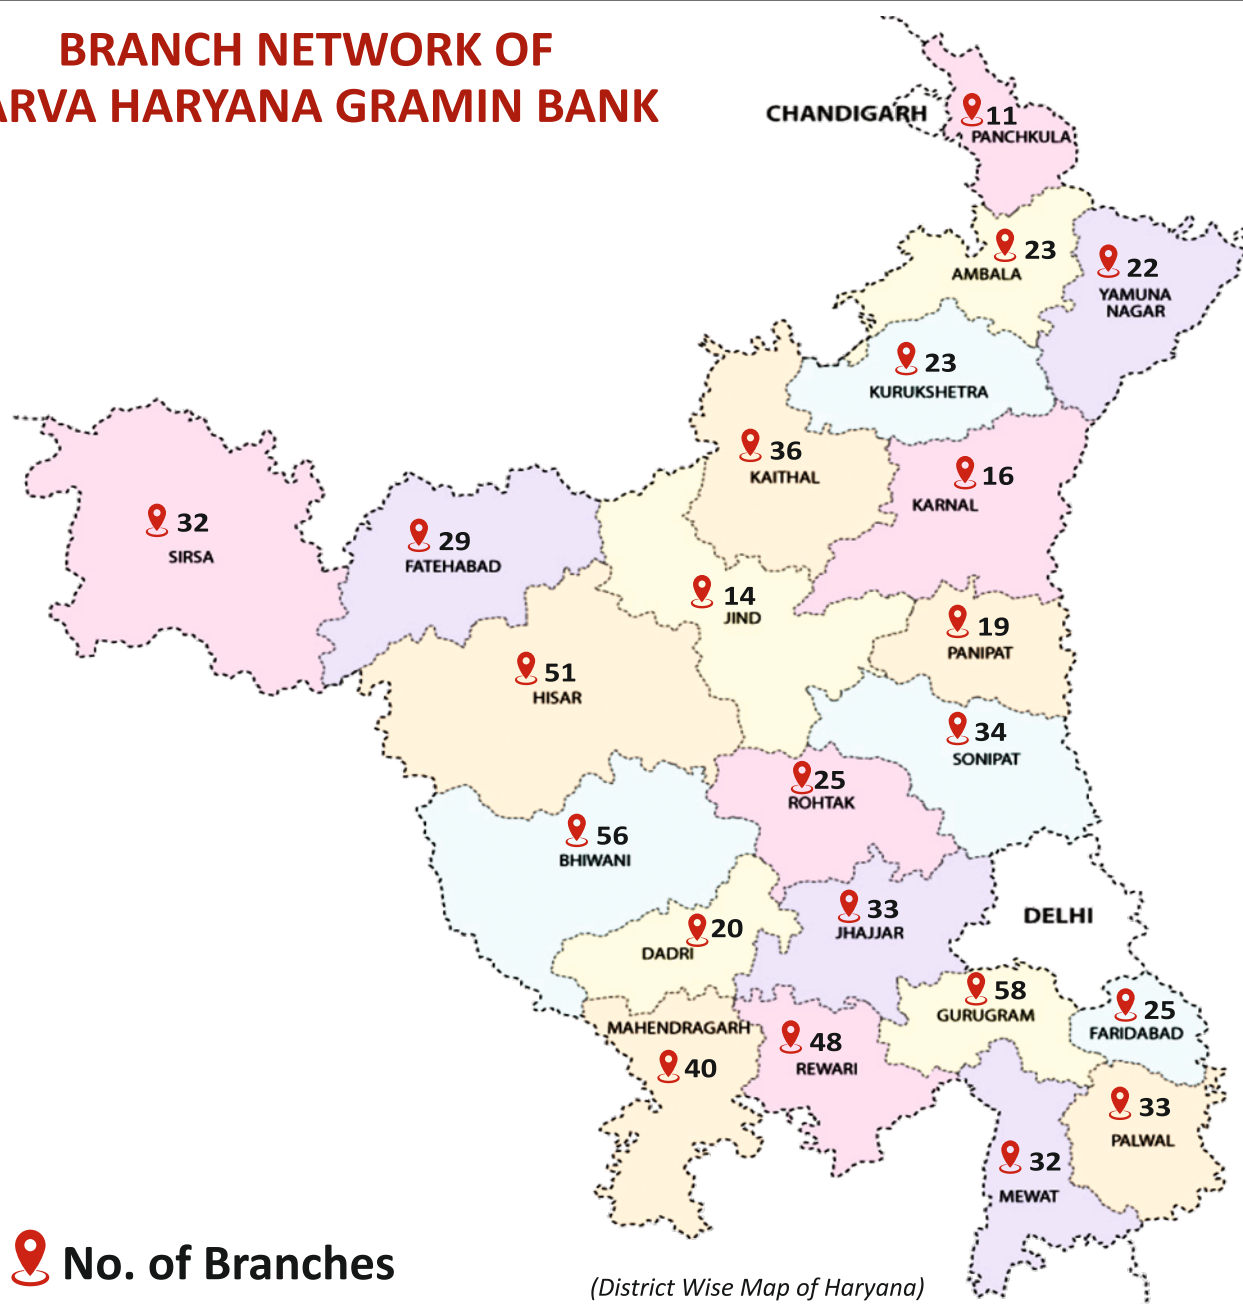 BRANCH NETWORK OF
ARVA HARYANA GRAMIN BANK
CHANDIGARH
11
PANCHKULA
23
AMBALA
22
YAMUNA
NAGAR
23
KURUKSHETRA
36
KAITHAL
16
KARNAL
32
SIRSA
29
FATEHABAD
14
JIND
19
PANIPAT
51
HISAR
34
SONIPAT
25
ROHTAK
56
BHIWANI
33
JHAJJAR
DELHI
20
DADRI
58
GURUGRAM
25
FARIDABAD
MAHENDRAGARH
40
48
REWARI
33
PALWAL
32
MEWAT
No. of Branches
(District Wise Map of Haryana)